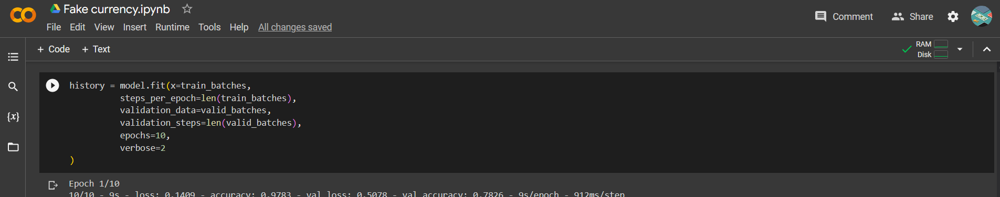 Fake currency.ipynb
File Edit View Insert Runtime Tools Help All changes saved
Comment Share
+ Code + Text
RAM
Disk
{x}
history = model.fit(x=train_batches,
steps_per_epoch=len(train_batches),
validation_data=valid_batches,
validation_steps=len(valid_batches),
epochs=10,
verbose=2
)
Epoch 1/10
10/10 - 9s - loss: 0.1409 - accuracy: 0.9783 - val_loss: 0.5078 - val_accuracy: 0.7826 - 9s/epoch - 912ms/step